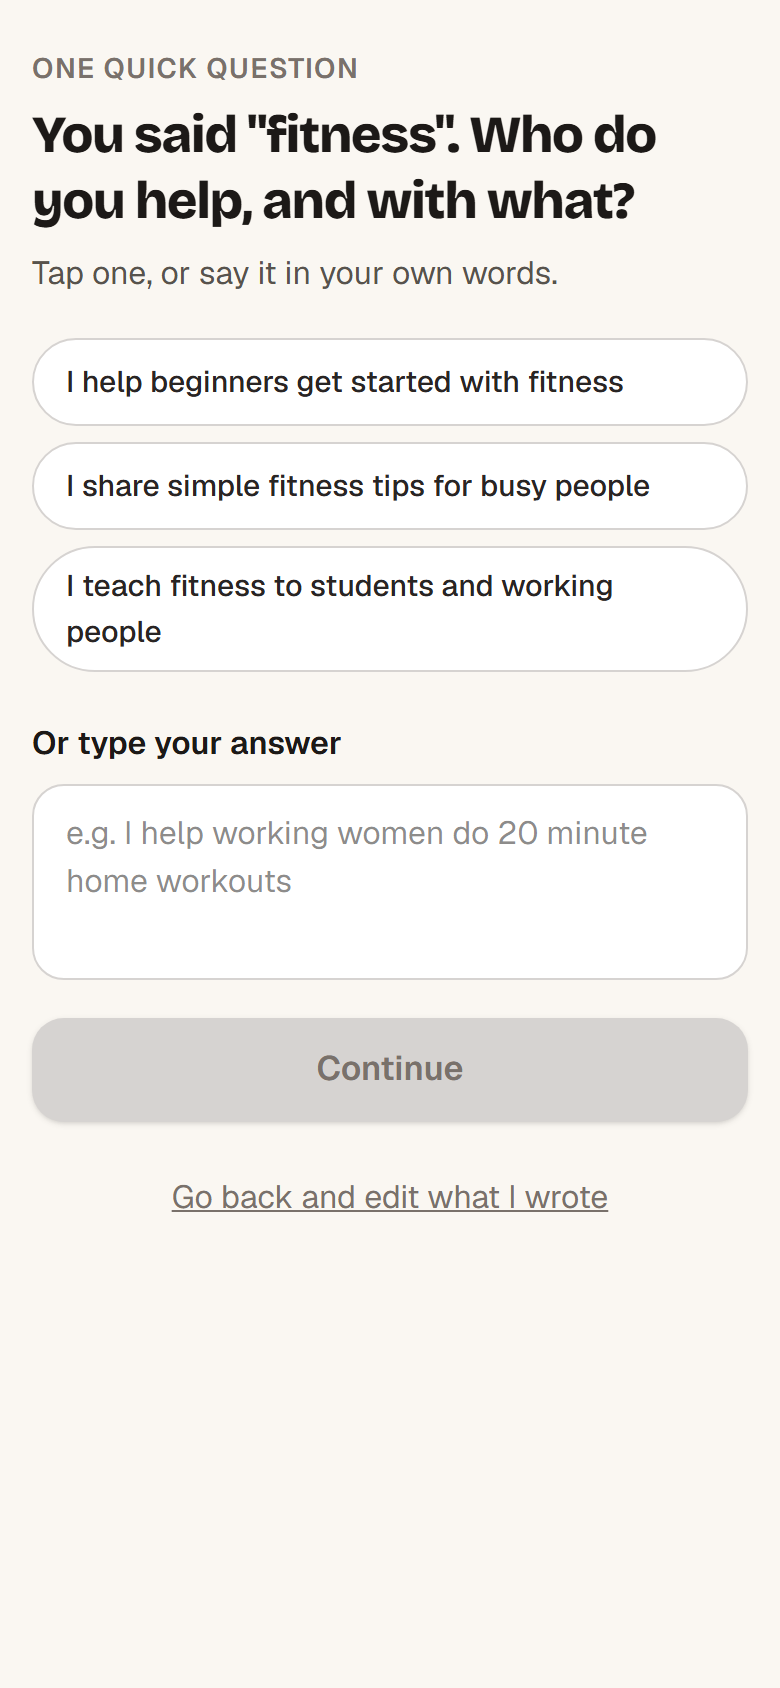 ONE QUICK QUESTION
You said "fitness". Who do
you help, and with what?
Tap one, or say it in your own words.
I help beginners get started with fitness
I share simple fitness tips for busy people
I teach fitness to students and working
people
Or type your answer
e.g. I help working women do 20 minute
home workouts
Continue
Go back and edit what I wrote